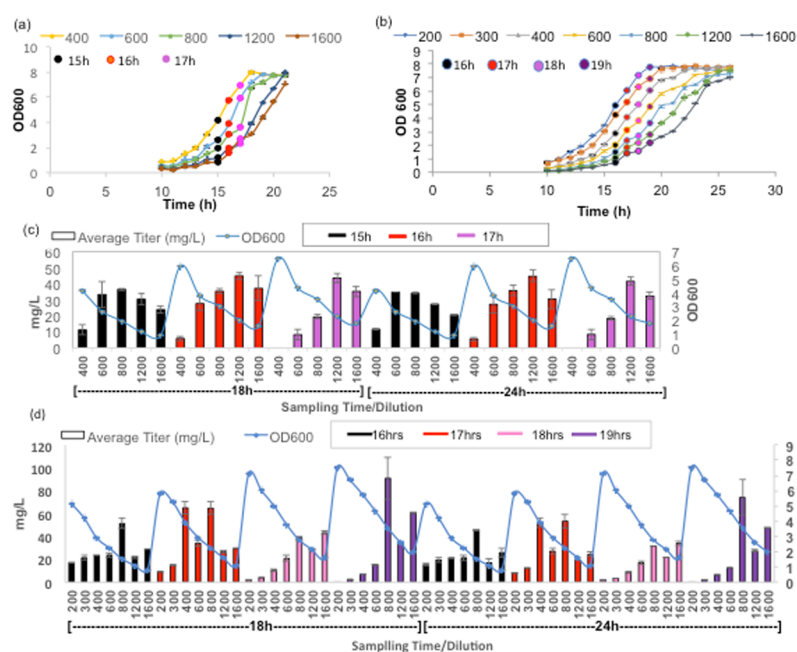 (a)
400 600 800 1200 1600
15h 16h 17h
OD600
10
8
6
4
2
0
0 5 10 15 20 25
Time (h)
(b)
200 300 400 600 800 1200 1600
16h 17h 18h 19h
OD 600
9
8
7
6
5
4
3
2
1
0
0 5 10 15 20 25 30
Time (h)
(c)
Average Titer (mg/L) OD600 15h 16h 17h
mg/L
60
50
40
30
20
10
0
7
6
5
4
3
2
1
0
OD600
400 600 800 1200 1600 400 600 800 1200 1600 400 600 800 1200 1600 400 600 800 1200 1600 400 600 800 1200 1600 400 600 800 1200 1600
[----------------------18h----------------------] [----------------------24h----------------------]
Sampling Time/Dilution
(d)
Average Titer (mg/L) OD600 16hrs 17hrs 18hrs 19hrs
mg/L
120
100
80
60
40
20
0
9
8
7
6
5
4
3
2
1
0
200 300 400 600 800 1200 1600 200 300 400 600 800 1200 1600 200 300 400 600 800 1200 1600 200 300 400 600 800 1200 1600 200 300 400 600 800 1200 1600 200 300 400 600 800 1200 1600 200 300 400 600 800 1200 1600 200 300 400 600 800 1200 1600
[----------------------18h----------------------] [----------------------24h----------------------]
Samplling Time/Dilution